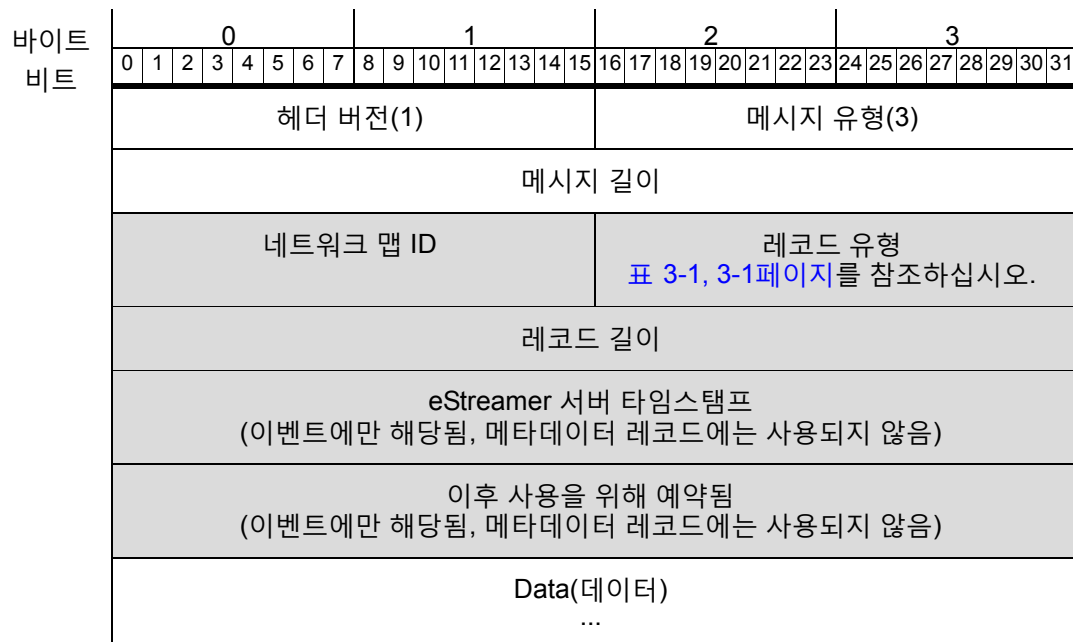 바이트 0 1 2 3
비트 0 1 2 3 4 5 6 7 8 9 10 11 12 13 14 15 16 17 18 19 20 21 22 23 24 25 26 27 28 29 30 31
헤더 버전(1) 메시지 유형(3)
메시지 길이
네트워크 맵 ID 레코드 유형
표 3-1, 3-1페이지를 참조하십시오.
레코드 길이
eStreamer 서버 타임스탬프
(이벤트에만 해당됨, 메타데이터 레코드에는 사용되지 않음)
이후 사용을 위해 예약됨
(이벤트에만 해당됨, 메타데이터 레코드에는 사용되지 않음)
Data(데이터)
...